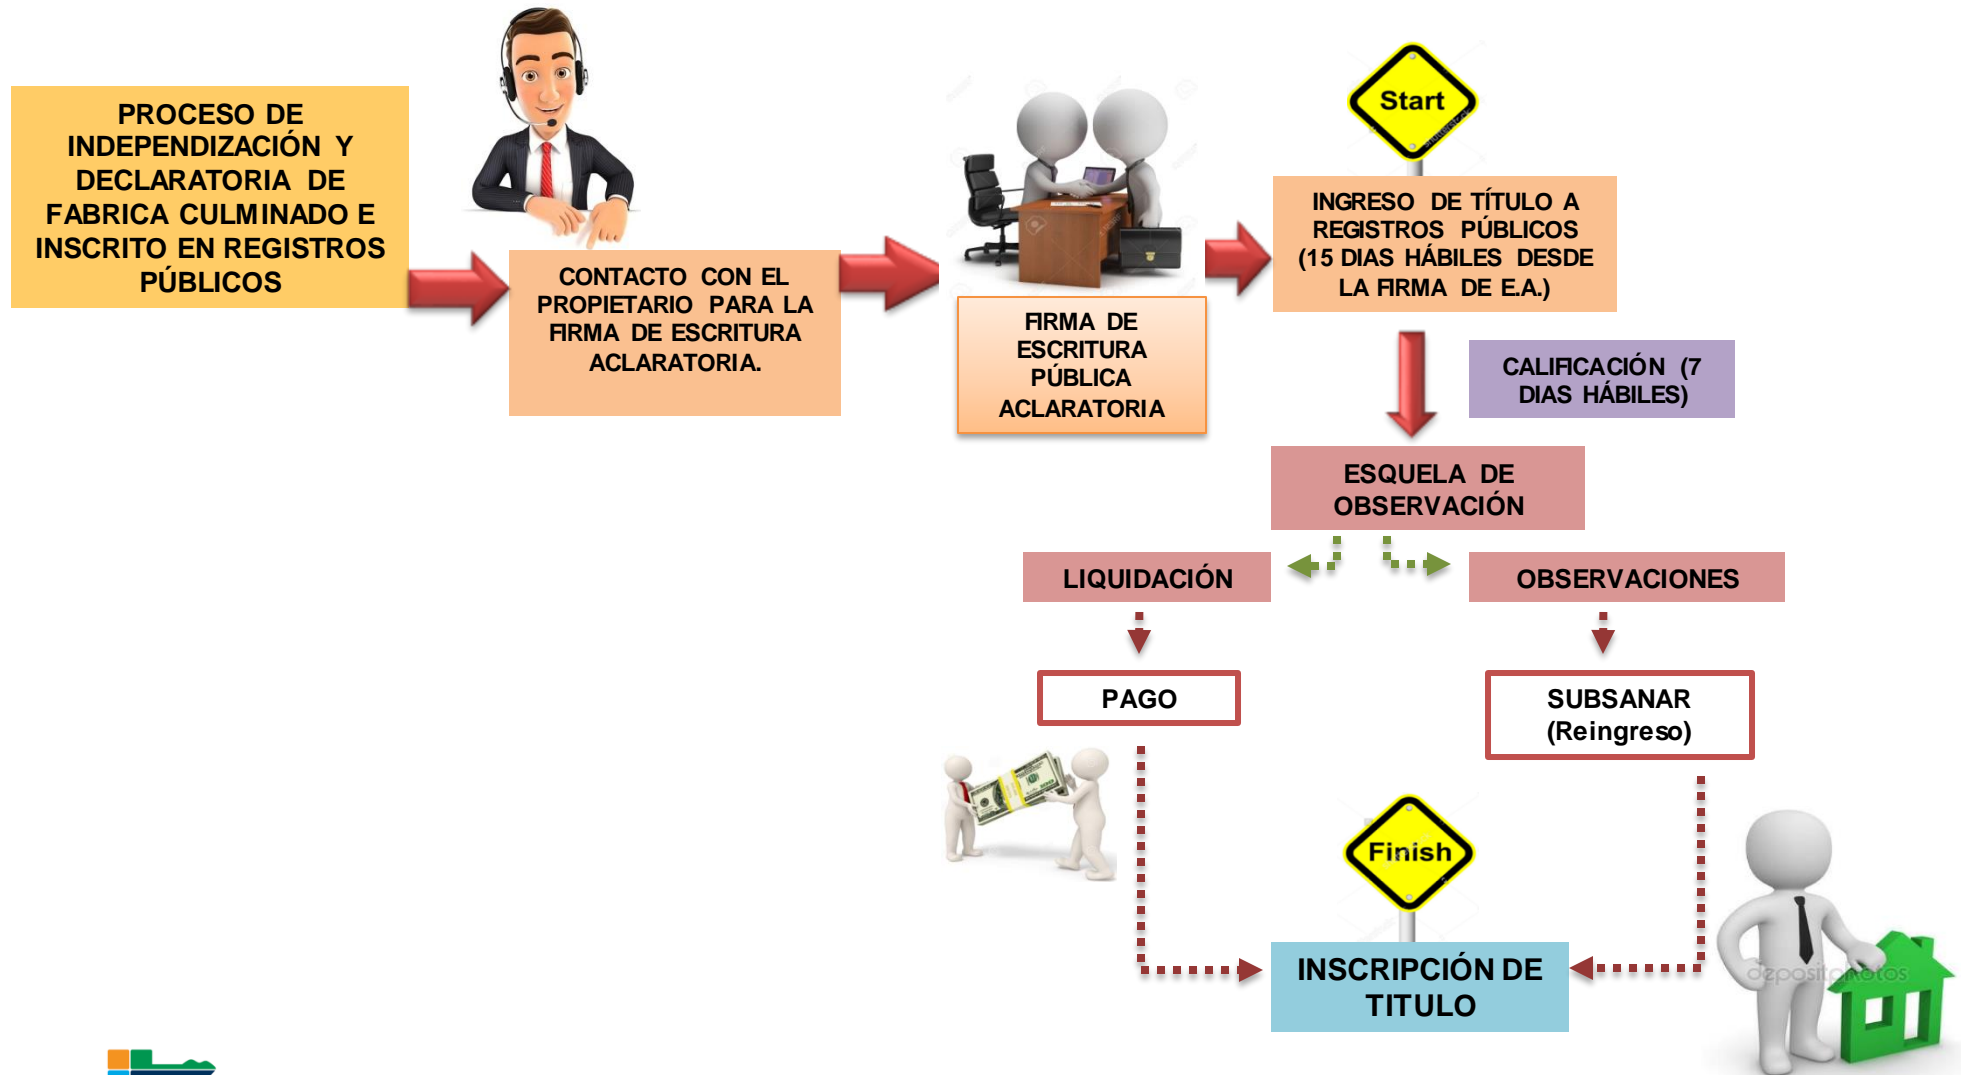 PROCESO DE
INDEPENDIZACIÓN Y
DECLARATORIA DE
FABRICA CULMINADO E
INSCRITO EN REGISTROS
PÚBLICOS
CONTACTO CON EL
PROPIETARIO PARA LA
FIRMA DE ESCRITURA
ACLARATORIA.
FIRMA DE
ESCRITURA
PÚBLICA
ACLARATORIA
Start
INGRESO DE TÍTULO A
REGISTROS PÚBLICOS
(15 DIAS HÁBILES DESDE
LA FIRMA DE E.A.)
CALIFICACIÓN (7
DIAS HÁBILES)
ESQUELA DE
OBSERVACIÓN
LIQUIDACIÓN
OBSERVACIONES
PAGO
SUBSANAR
(Reingreso)
Finish
INSCRIPCIÓN DE
TITULO
depositphotos